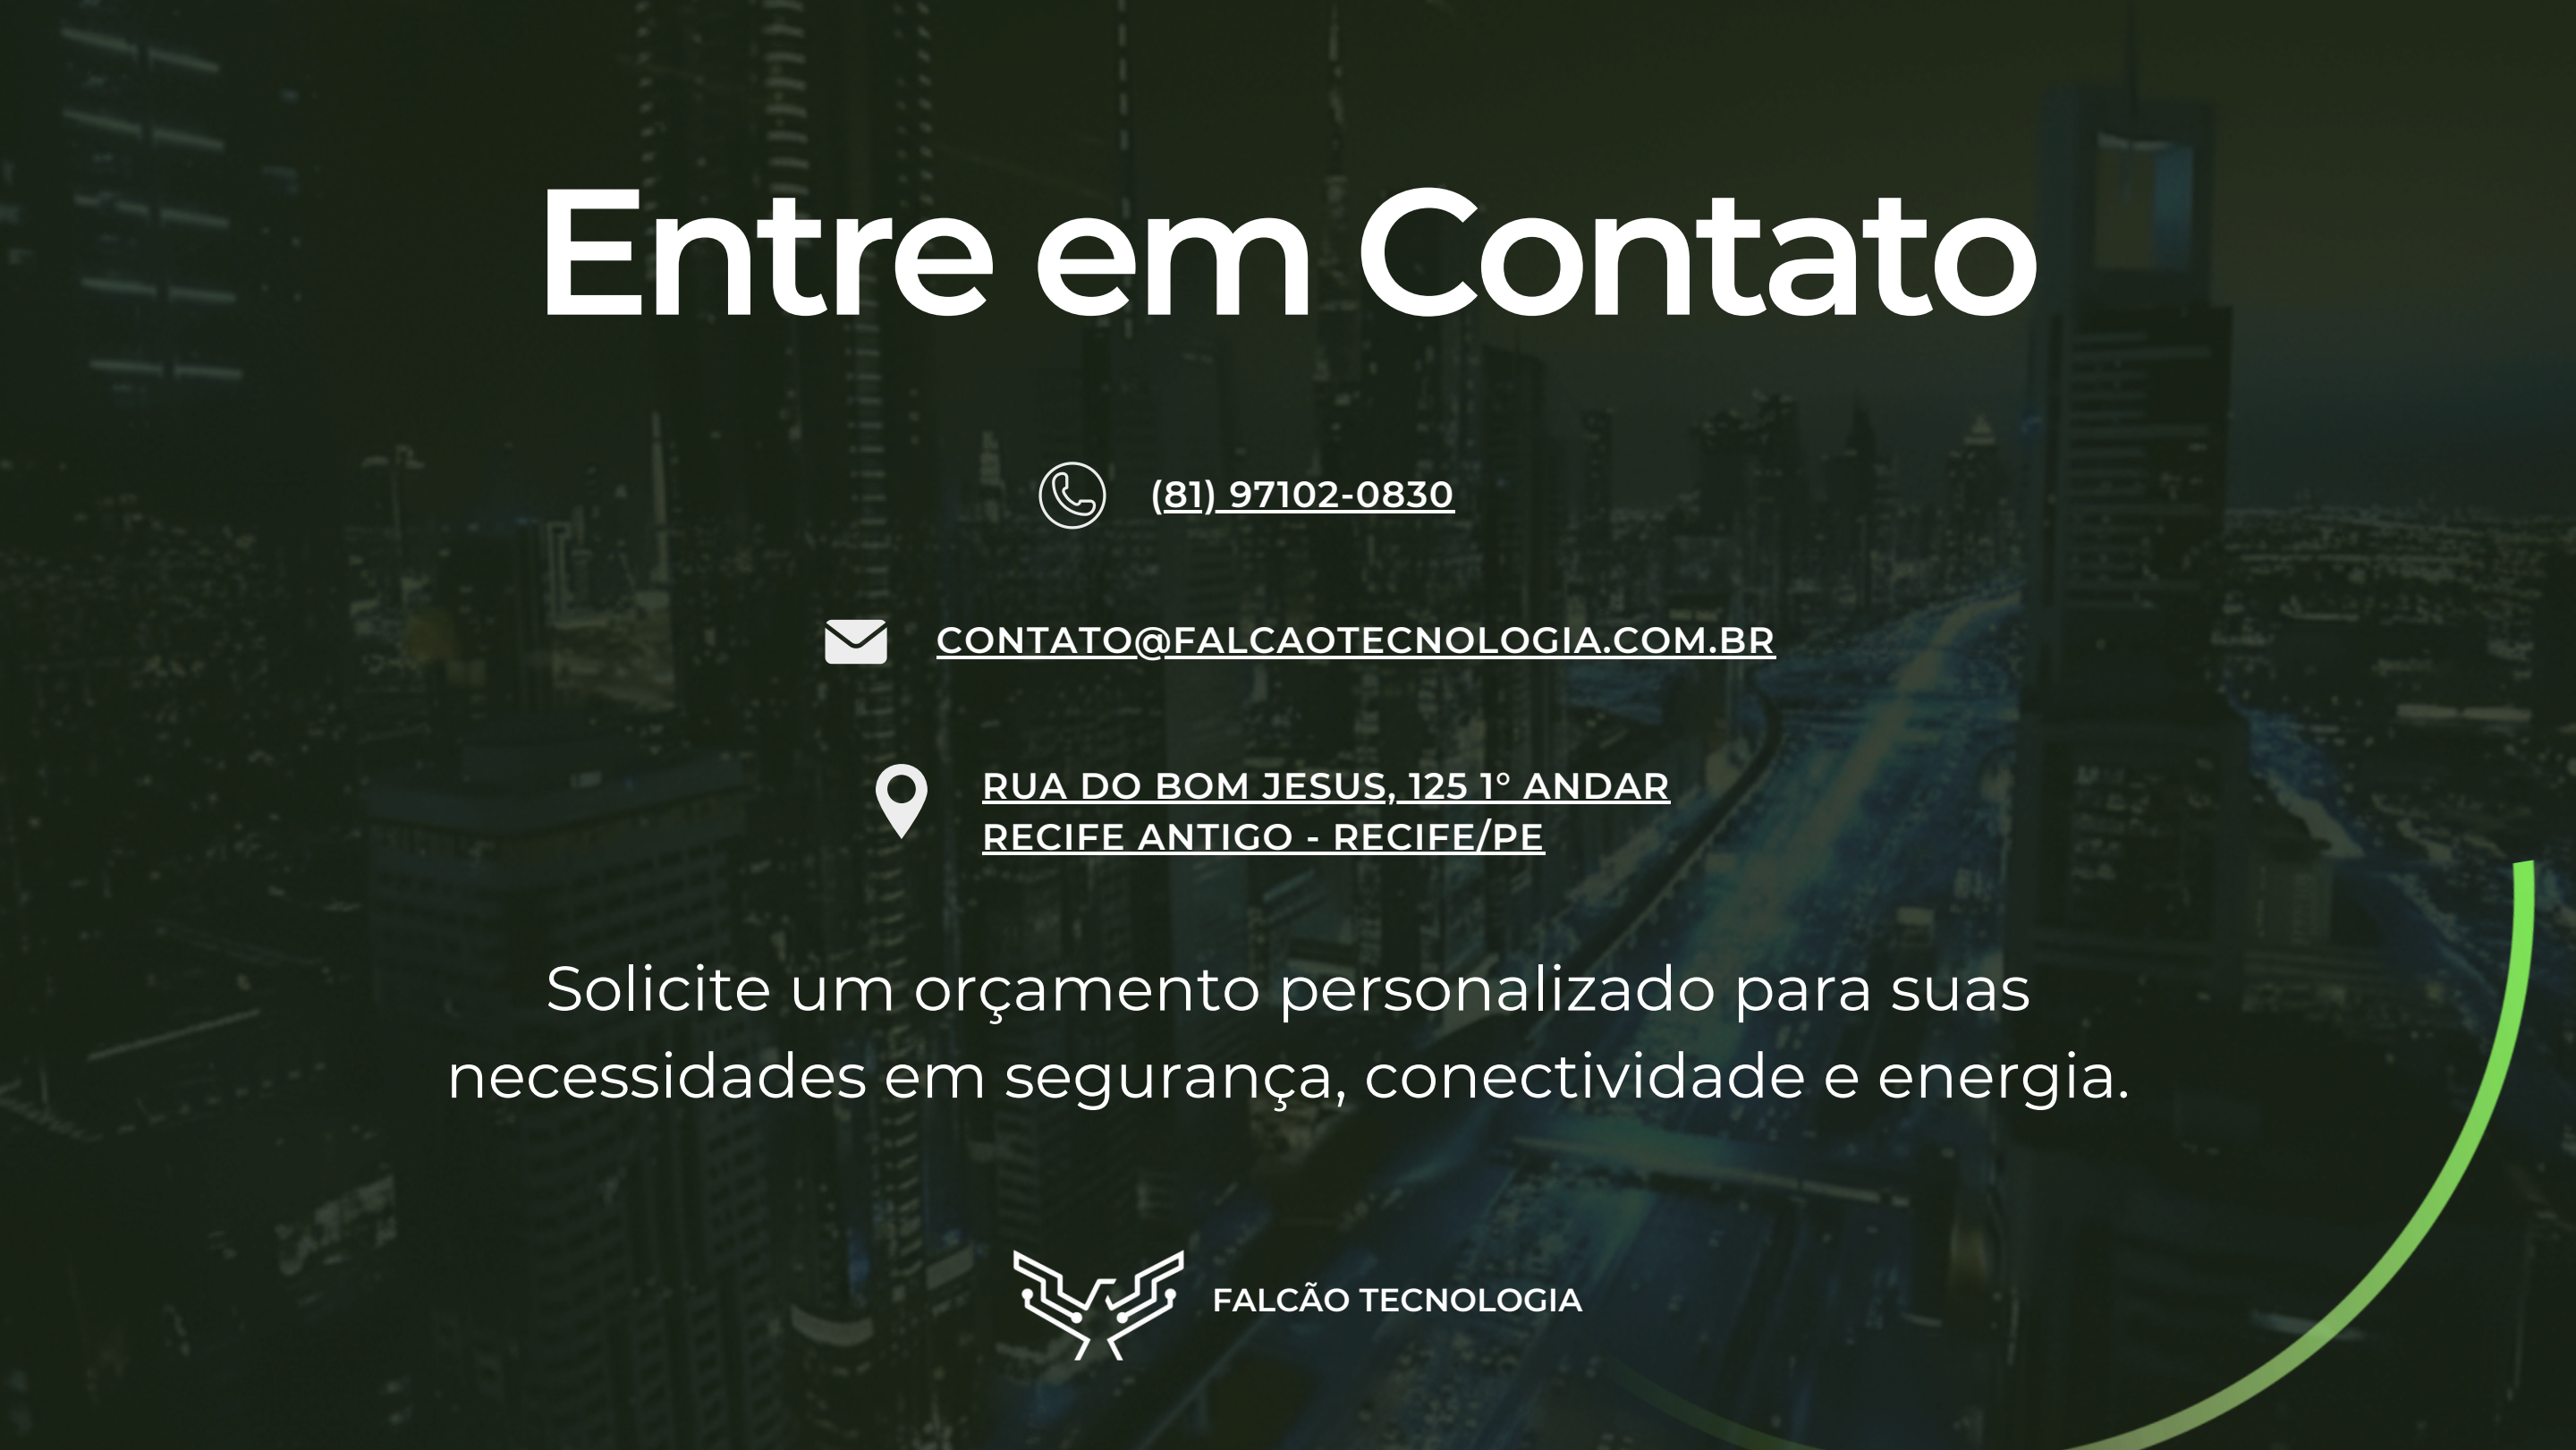 Entre em Contato
(81) 97102-0830
CONTATO@FALCAOTECNOLOGIA.COM.BR
RUA DO BOM JESUS, 125 1° ANDAR
RECIFE ANTIGO - RECIFE/PE
Solicite um orçamento personalizado para suas
necessidades em segurança, conectividade e energia.
FALCÃO TECNOLOGIA